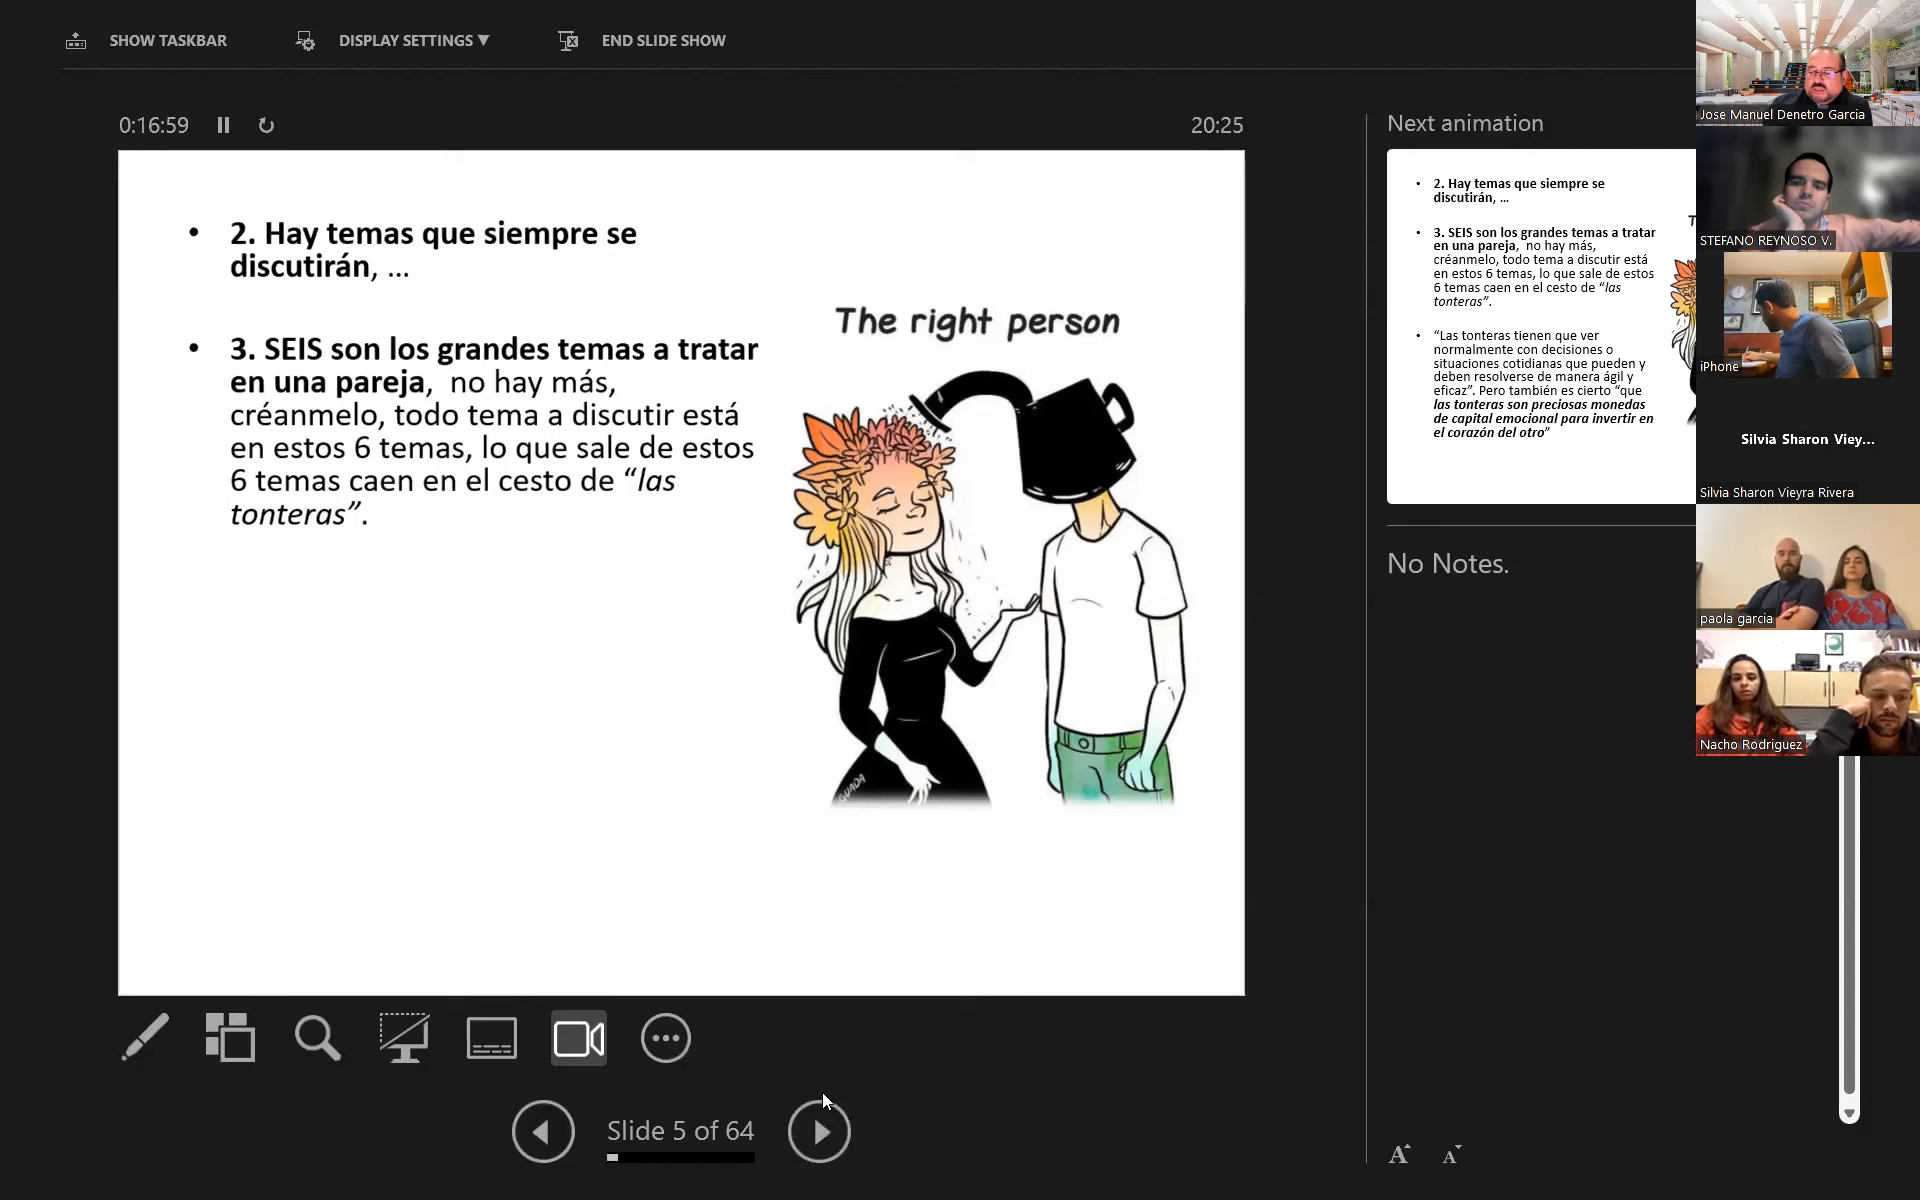 SHOW TASKBAR
DISPLAY SETTINGS ▼
END SLIDE SHOW
0:16:59
20:25
• 2. Hay temas que siempre se
discutirán, ...
• 3. SEIS son los grandes temas a tratar
en una pareja, no hay más,
créanmelo, todo tema a discutir está
en estos 6 temas, lo que sale de estos
6 temas caen en el cesto de “las
tonteras”.
The right person
GUADA
Slide 5 of 64
Next animation
• 2. Hay temas que siempre se
discutirán, ...
• 3. SEIS son los grandes temas a tratar
en una pareja, no hay más,
créanmelo, todo tema a discutir está
en estos 6 temas, lo que sale de estos
6 temas caen en el cesto de “las
tonteras”.
• “Las tonteras tienen que ver
normalmente con decisiones o
situaciones cotidianas que pueden y
deben resolverse de manera ágil y
eficaz”. Pero también es cierto “que
las tonteras son preciosas monedas
de capital emocional para invertir en
el corazón del otro”
T
No Notes.
A A
Jose Manuel Denetro Garcia
STEFANO REYNOSO V.
iPhone
Silvia Sharon Viey...
Silvia Sharon Vieyra Rivera
paola garcia
Nacho Rodriguez